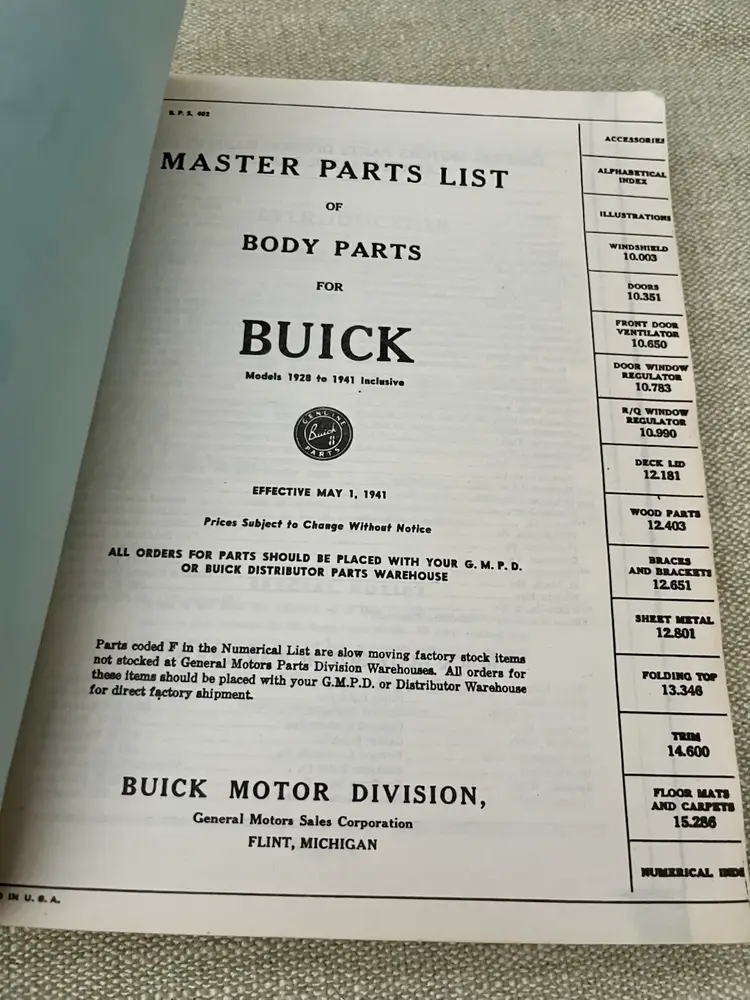 B. P. S. 402
MASTER PARTS LIST
OF
BODY PARTS
FOR
BUICK
Models 1928 to 1941 Inclusive
GENUINE
Buick
8
PARTS
EFFECTIVE MAY 1, 1941
Prices Subject to Change Without Notice
ALL ORDERS FOR PARTS SHOULD BE PLACED WITH YOUR G. M. P. D.
OR BUICK DISTRIBUTOR PARTS WAREHOUSE
Parts coded F in the Numerical List are slow moving factory stock items
not stocked at General Motors Parts Division Warehouses. All orders for
these items should be placed with your G.M.P.D. or Distributor Warehouse
for direct factory shipment.
BUICK MOTOR DIVISION,
General Motors Sales Corporation
FLINT, MICHIGAN
IN U. S. A.
ACCESSORIES
ALPHABETICAL
INDEX
ILLUSTRATIONS
WINDSHIELD
10.003
DOORS
10.351
FRONT DOOR
VENTILATOR
10.650
DOOR WINDOW
REGULATOR
10.783
R/Q WINDOW
REGULATOR
10.990
DECK LID
12.181
WOOD PARTS
12.403
BRACES
AND BRACKETS
12.651
SHEET METAL
12.801
FOLDING TOP
13.346
TRIM
14.600
FLOOR MATS
AND CARPETS
15.286
NUMERICAL